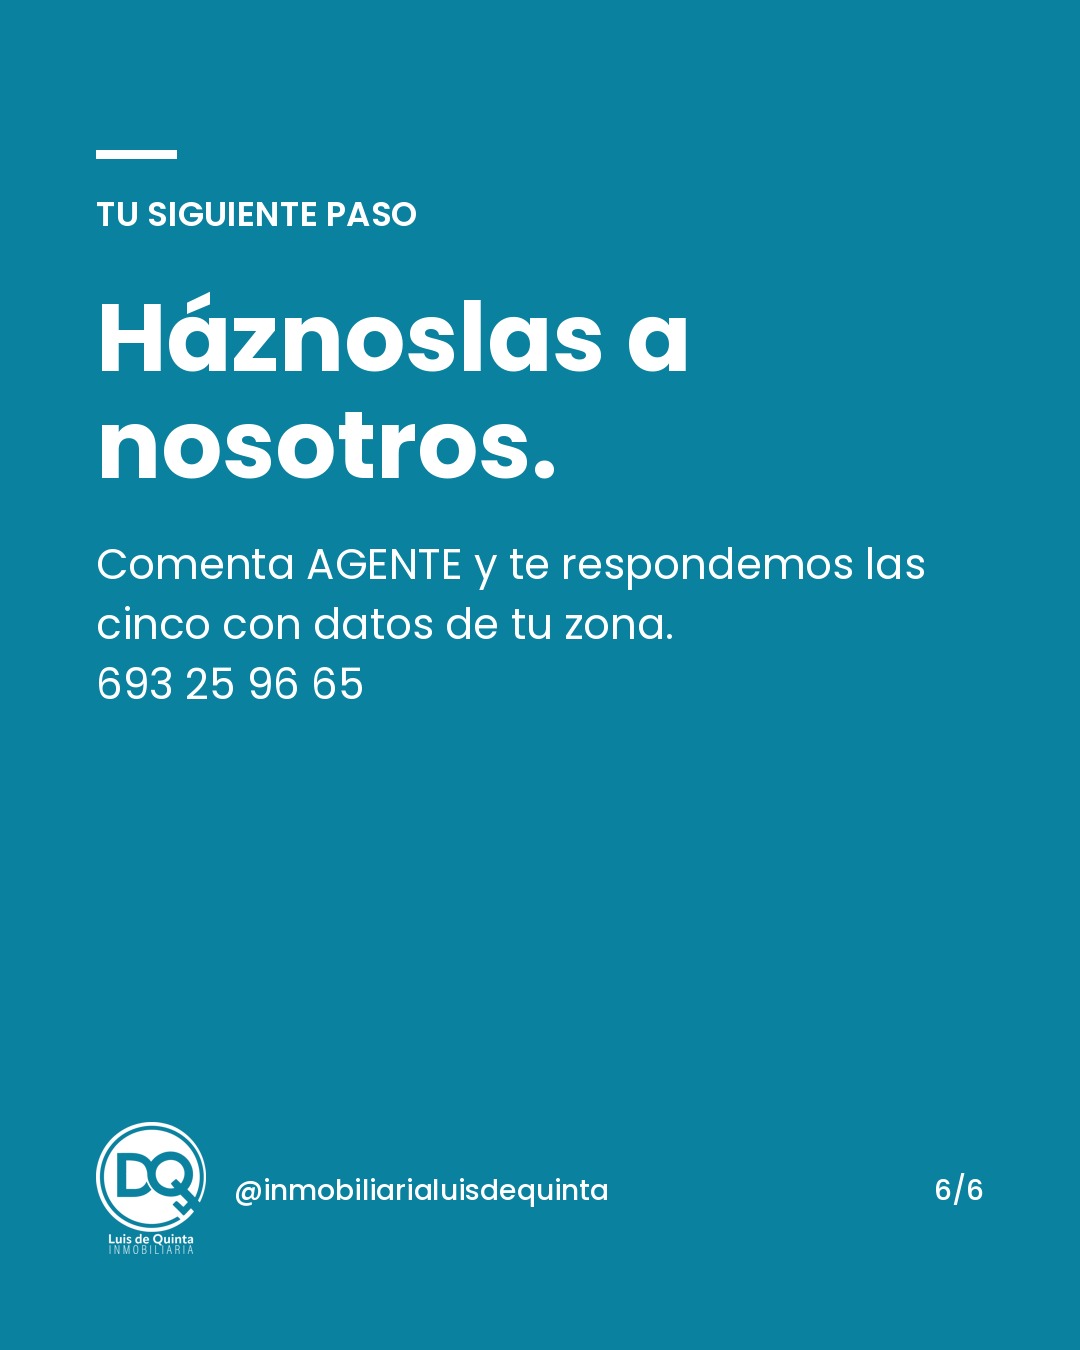 TU SIGUIENTE PASO
Háznoslas a
nosotros.
Comenta AGENTE y te respondemos las
cinco con datos de tu zona.
693 25 96 65
DQ
Luis de Quinta
INMOBILIARIA
@inmobiliarialuisdequinta
6/6